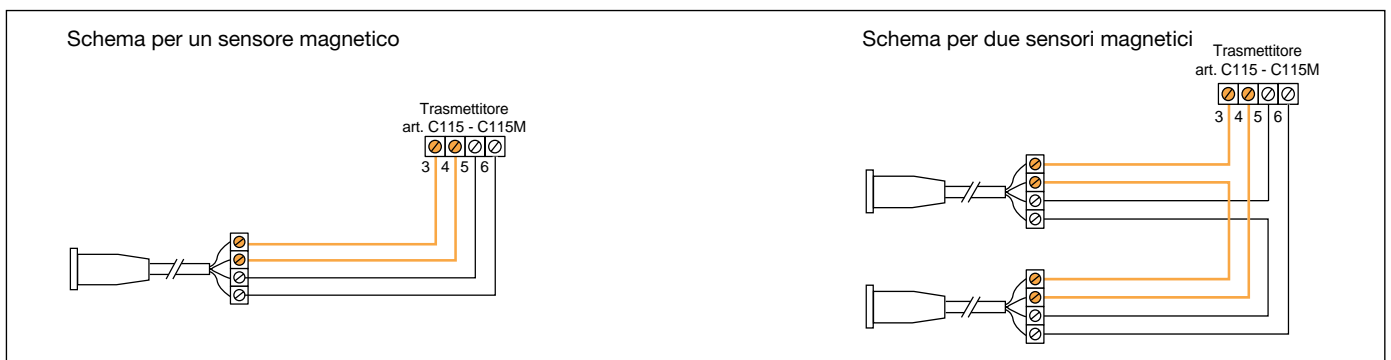 Schema per un sensore magnetico
Trasmettitore
art. C115 - C115M
3 4 5 6
Schema per due sensori magnetici
Trasmettitore
art. C115 - C115M
3 4 5 6